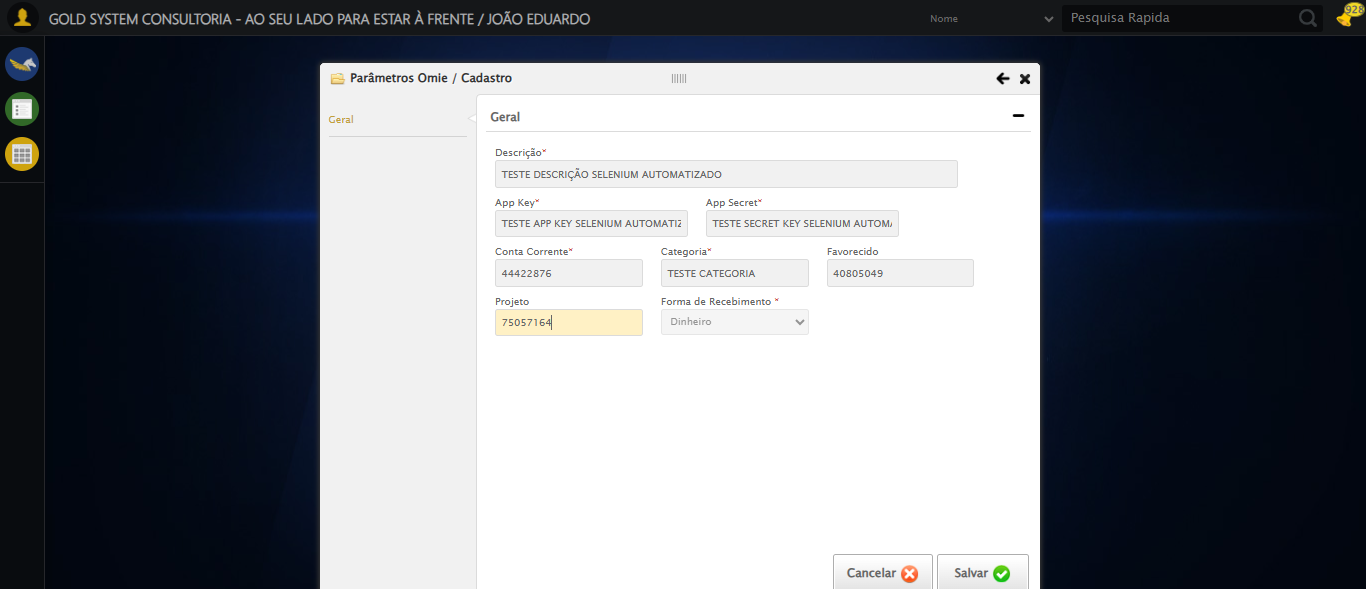 GOLD SYSTEM CONSULTORIA - AO SEU LADO PARA ESTAR À FRENTE / JOÃO EDUARDO
Nome
Pesquisa Rapida
928
Parâmetros Omie / Cadastro
Geral
Geral
Descrição*
TESTE DESCRIÇÃO SELENIUM AUTOMATIZADO
App Key* App Secret*
TESTE APP KEY SELENIUM AUTOMATIZ TESTE SECRET KEY SELENIUM AUTOMA
Conta Corrente* Categoria* Favorecido
44422876 TESTE CATEGORIA 40805049
Projeto Forma de Recebimento *
75057164 Dinheiro
Cancelar Salvar